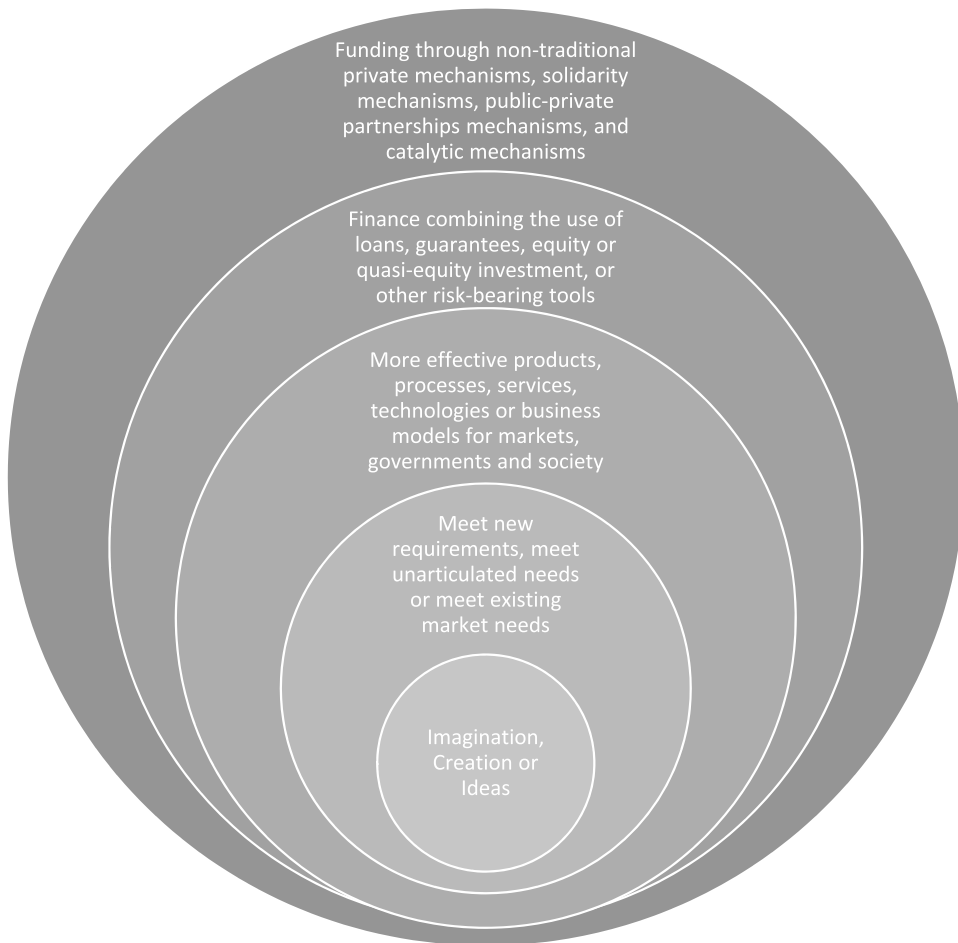 Funding through non-traditional
private mechanisms, solidarity
mechanisms, public-private
partnerships mechanisms, and
catalytic mechanisms
Finance combining the use of
loans, guarantees, equity or
quasi-equity investment, or
other risk-bearing tools
More effective products,
processes, services,
technologies or business
models for markets,
governments and society
Meet new
requirements, meet
unarticulated needs
or meet existing
market needs
Imagination,
Creation or
Ideas